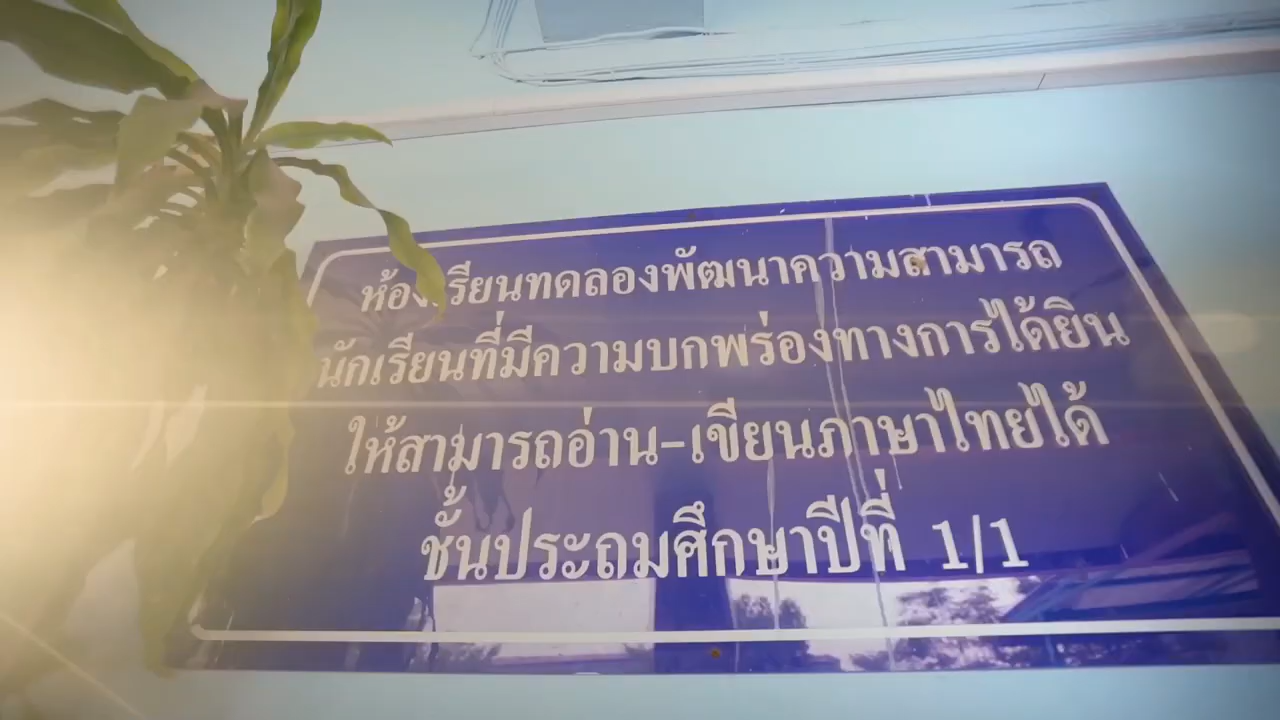 ห้องเรียนทดลองพัฒนาความสามารถ
นักเรียนที่มีความบกพร่องทางการได้ยิน
ให้สามารถอ่าน-เขียนภาษาไทยได้
ชั้นประถมศึกษาปีที่ 1/1